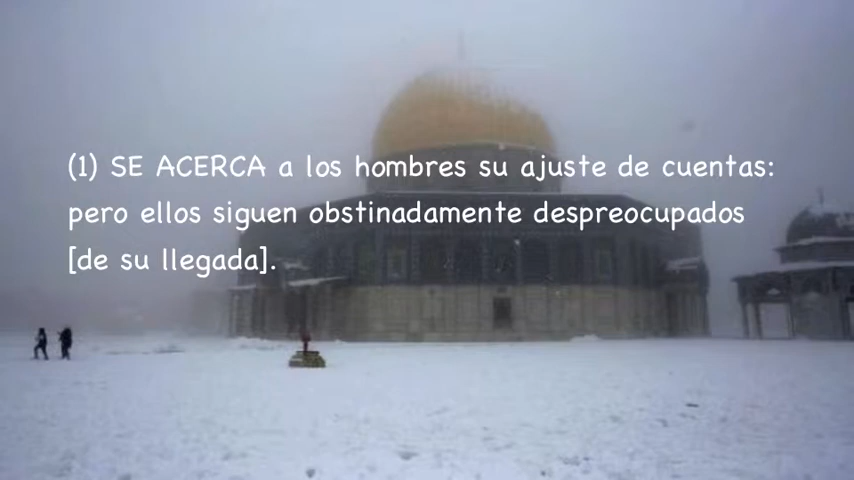 (1) SE ACERCA a los hombres su ajuste de cuentas:
pero ellos siguen obstinadamente despreocupados
[de su llegada].